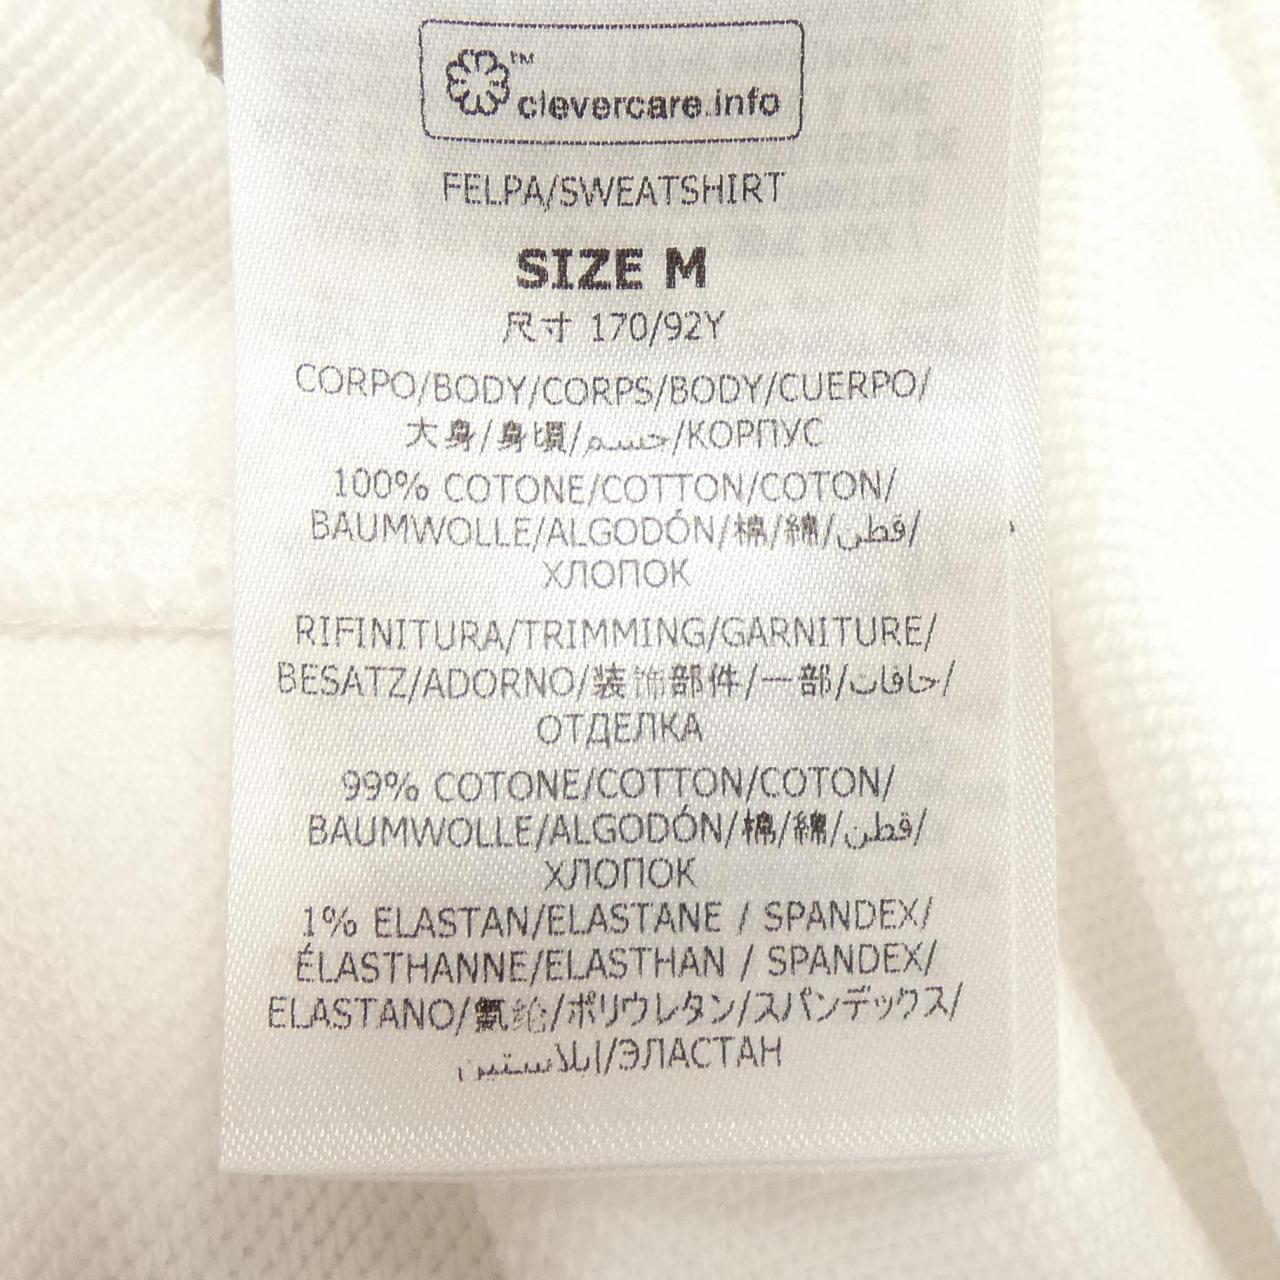 ™
clevercare.info
FELPA/SWEATSHIRT
SIZE M
尺寸 170/92Y
CORPO/BODY/CORPS/BODY/CUERPO/
大身/身頃/جسم/КОРПУС
100% COTONE/COTTON/COTON/
BAUMWOLLE/ALGODÓN/棉/綿/قطن/
ХЛОПОК
RIFINITURA/TRIMMING/GARNITURE/
BESATZ/ADORNO/装饰部件/一部/حافات/
ОТДЕЛКА
99% COTONE/COTTON/COTON/
BAUMWOLLE/ALGODÓN/棉/綿/قطن/
ХЛОПОК
1% ELASTAN/ELASTANE / SPANDEX/
ÉLASTHANNE/ELASTHAN / SPANDEX/
ELASTANO/氨纶/ポリウレタン/スパンデックス/
ايلاستين/ЭЛАСТАН